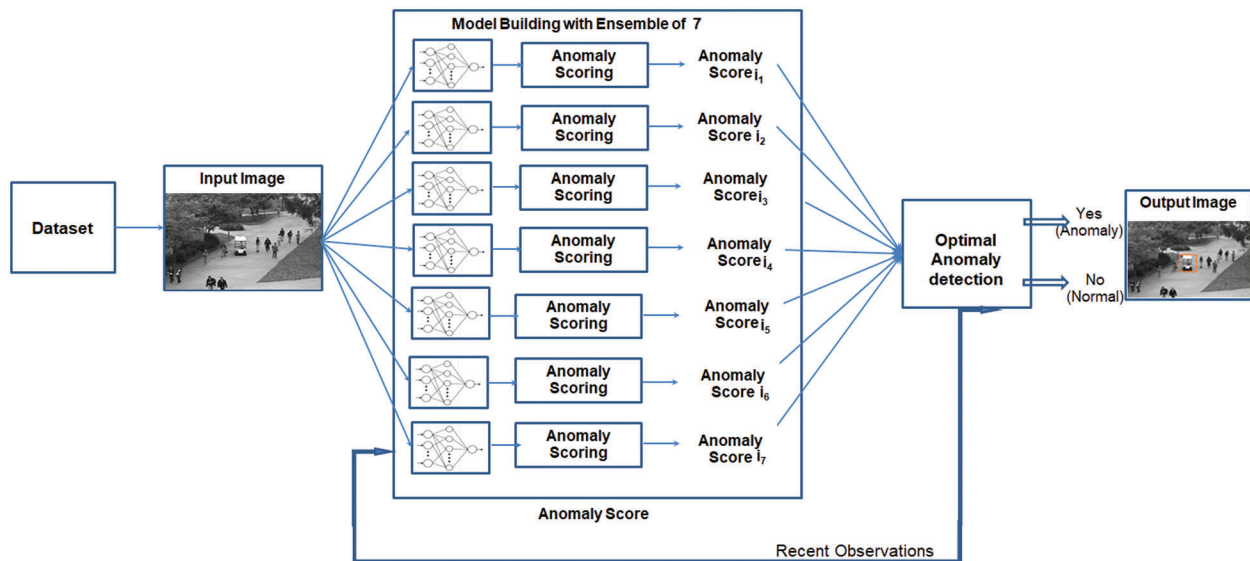 Model Building with Ensemble of 7
Dataset
Input Image
Anomaly
Scoring
Anomaly
Score i1
Anomaly
Scoring
Anomaly
Score i2
Anomaly
Scoring
Anomaly
Score i3
Anomaly
Scoring
Anomaly
Score i4
Anomaly
Scoring
Anomaly
Score i5
Anomaly
Scoring
Anomaly
Score i6
Anomaly
Scoring
Anomaly
Score i7
Anomaly Score
Optimal
Anomaly
detection
Yes
(Anomaly)
No
(Normal)
Output Image
Recent Observations